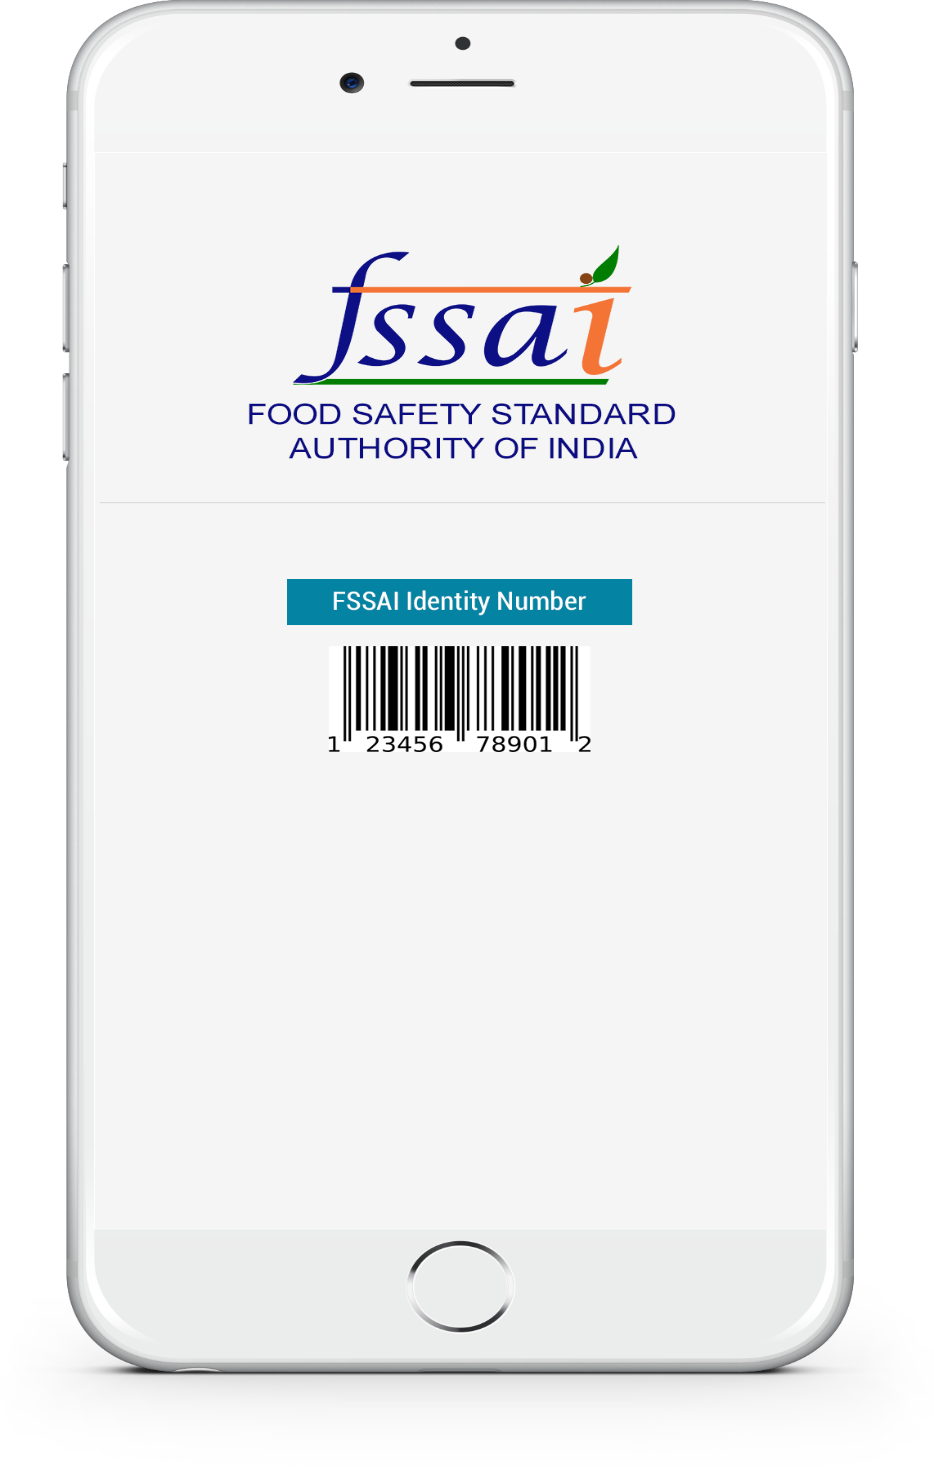 fssai
FOOD SAFETY STANDARD
AUTHORITY OF INDIA
FSSAI Identity Number
1 23456 78901 2